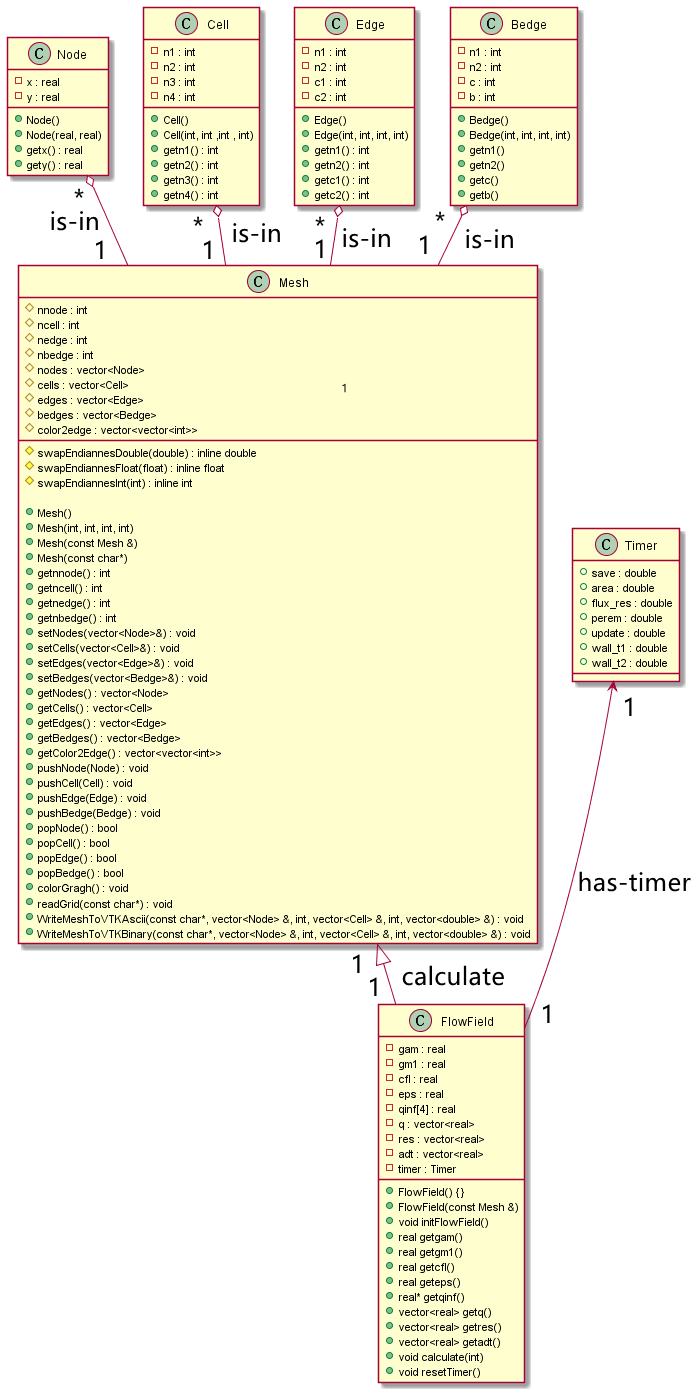 C Node
x : real
y : real
Node()
Node(real, real)
getx() : real
gety() : real
C Cell
n1 : int
n2 : int
n3 : int
n4 : int
Cell()
Cell(int, int ,int , int)
getn1() : int
getn2() : int
getn3() : int
getn4() : int
C Edge
n1 : int
n2 : int
c1 : int
c2 : int
Edge()
Edge(int, int, int, int)
getn1() : int
getn2() : int
getc1() : int
getc2() : int
C Bedge
n1 : int
n2 : int
c : int
b : int
Bedge()
Bedge(int, int, int, int)
getn1()
getn2()
getc()
getb()
*
is-in
1
*
is-in
1
*
is-in
1
*
is-in
1
C Mesh
nnode : int
ncell : int
nedge : int
nbedge : int
nodes : vector<Node>
cells : vector<Cell>
1
edges : vector<Edge>
bedges : vector<Bedge>
color2edge : vector<vector<int>>
swapEndiannesDouble(double) : inline double
swapEndiannesFloat(float) : inline float
swapEndiannesInt(int) : inline int
Mesh()
Mesh(int, int, int, int)
Mesh(const Mesh &)
Mesh(const char*)
getnnode() : int
getncell() : int
getnedge() : int
getnbedge() : int
setNodes(vector<Node>&) : void
setCells(vector<Cell>&) : void
setEdges(vector<Edge>&) : void
setBedges(vector<Bedge>&) : void
getNodes() : vector<Node>
getCells() : vector<Cell>
getEdges() : vector<Edge>
getBedges() : vector<Bedge>
getColor2Edge() : vector<vector<int>>
pushNode(Node) : void
pushCell(Cell) : void
pushEdge(Edge) : void
pushBedge(Bedge) : void
popNode() : bool
popCell() : bool
popEdge() : bool
popBedge() : bool
colorGragh() : void
readGrid(const char*) : void
WriteMeshToVTKAscii(const char*, vector<Node> &, int, vector<Cell> &, int, vector<double> &) : void
WriteMeshToVTKBinary(const char*, vector<Node> &, int, vector<Cell> &, int, vector<double> &) : void
C Timer
save : double
area : double
flux_res : double
perem : double
update : double
wall_t1 : double
wall_t2 : double
1
has-timer
1
1
calculate
1
C FlowField
gam : real
gm1 : real
cfl : real
eps : real
qinf[4] : real
q : vector<real>
res : vector<real>
adt : vector<real>
timer : Timer
FlowField() {}
FlowField(const Mesh &)
void initFlowField()
real getgam()
real getgm1()
real getcfl()
real geteps()
real* getqinf()
vector<real> getq()
vector<real> getres()
vector<real> getadt()
void calculate(int)
void resetTimer()